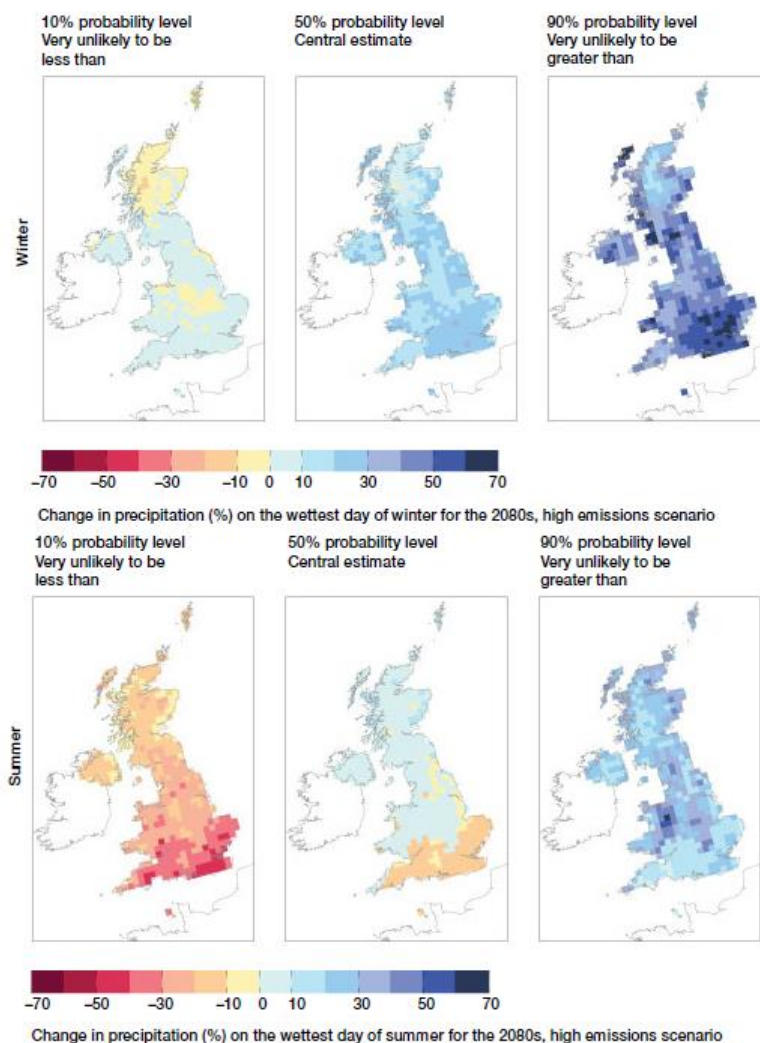 10% probability level
Very unlikely to be
less than
50% probability level
Central estimate
90% probability level
Very unlikely to be
greater than
Winter
–70 –50 –30 –10 0 10 30 50 70
Change in precipitation (%) on the wettest day of winter for the 2080s, high emissions scenario
10% probability level
Very unlikely to be
less than
50% probability level
Central estimate
90% probability level
Very unlikely to be
greater than
Summer
–70 –50 –30 –10 0 10 30 50 70
Change in precipitation (%) on the wettest day of summer for the 2080s, high emissions scenario